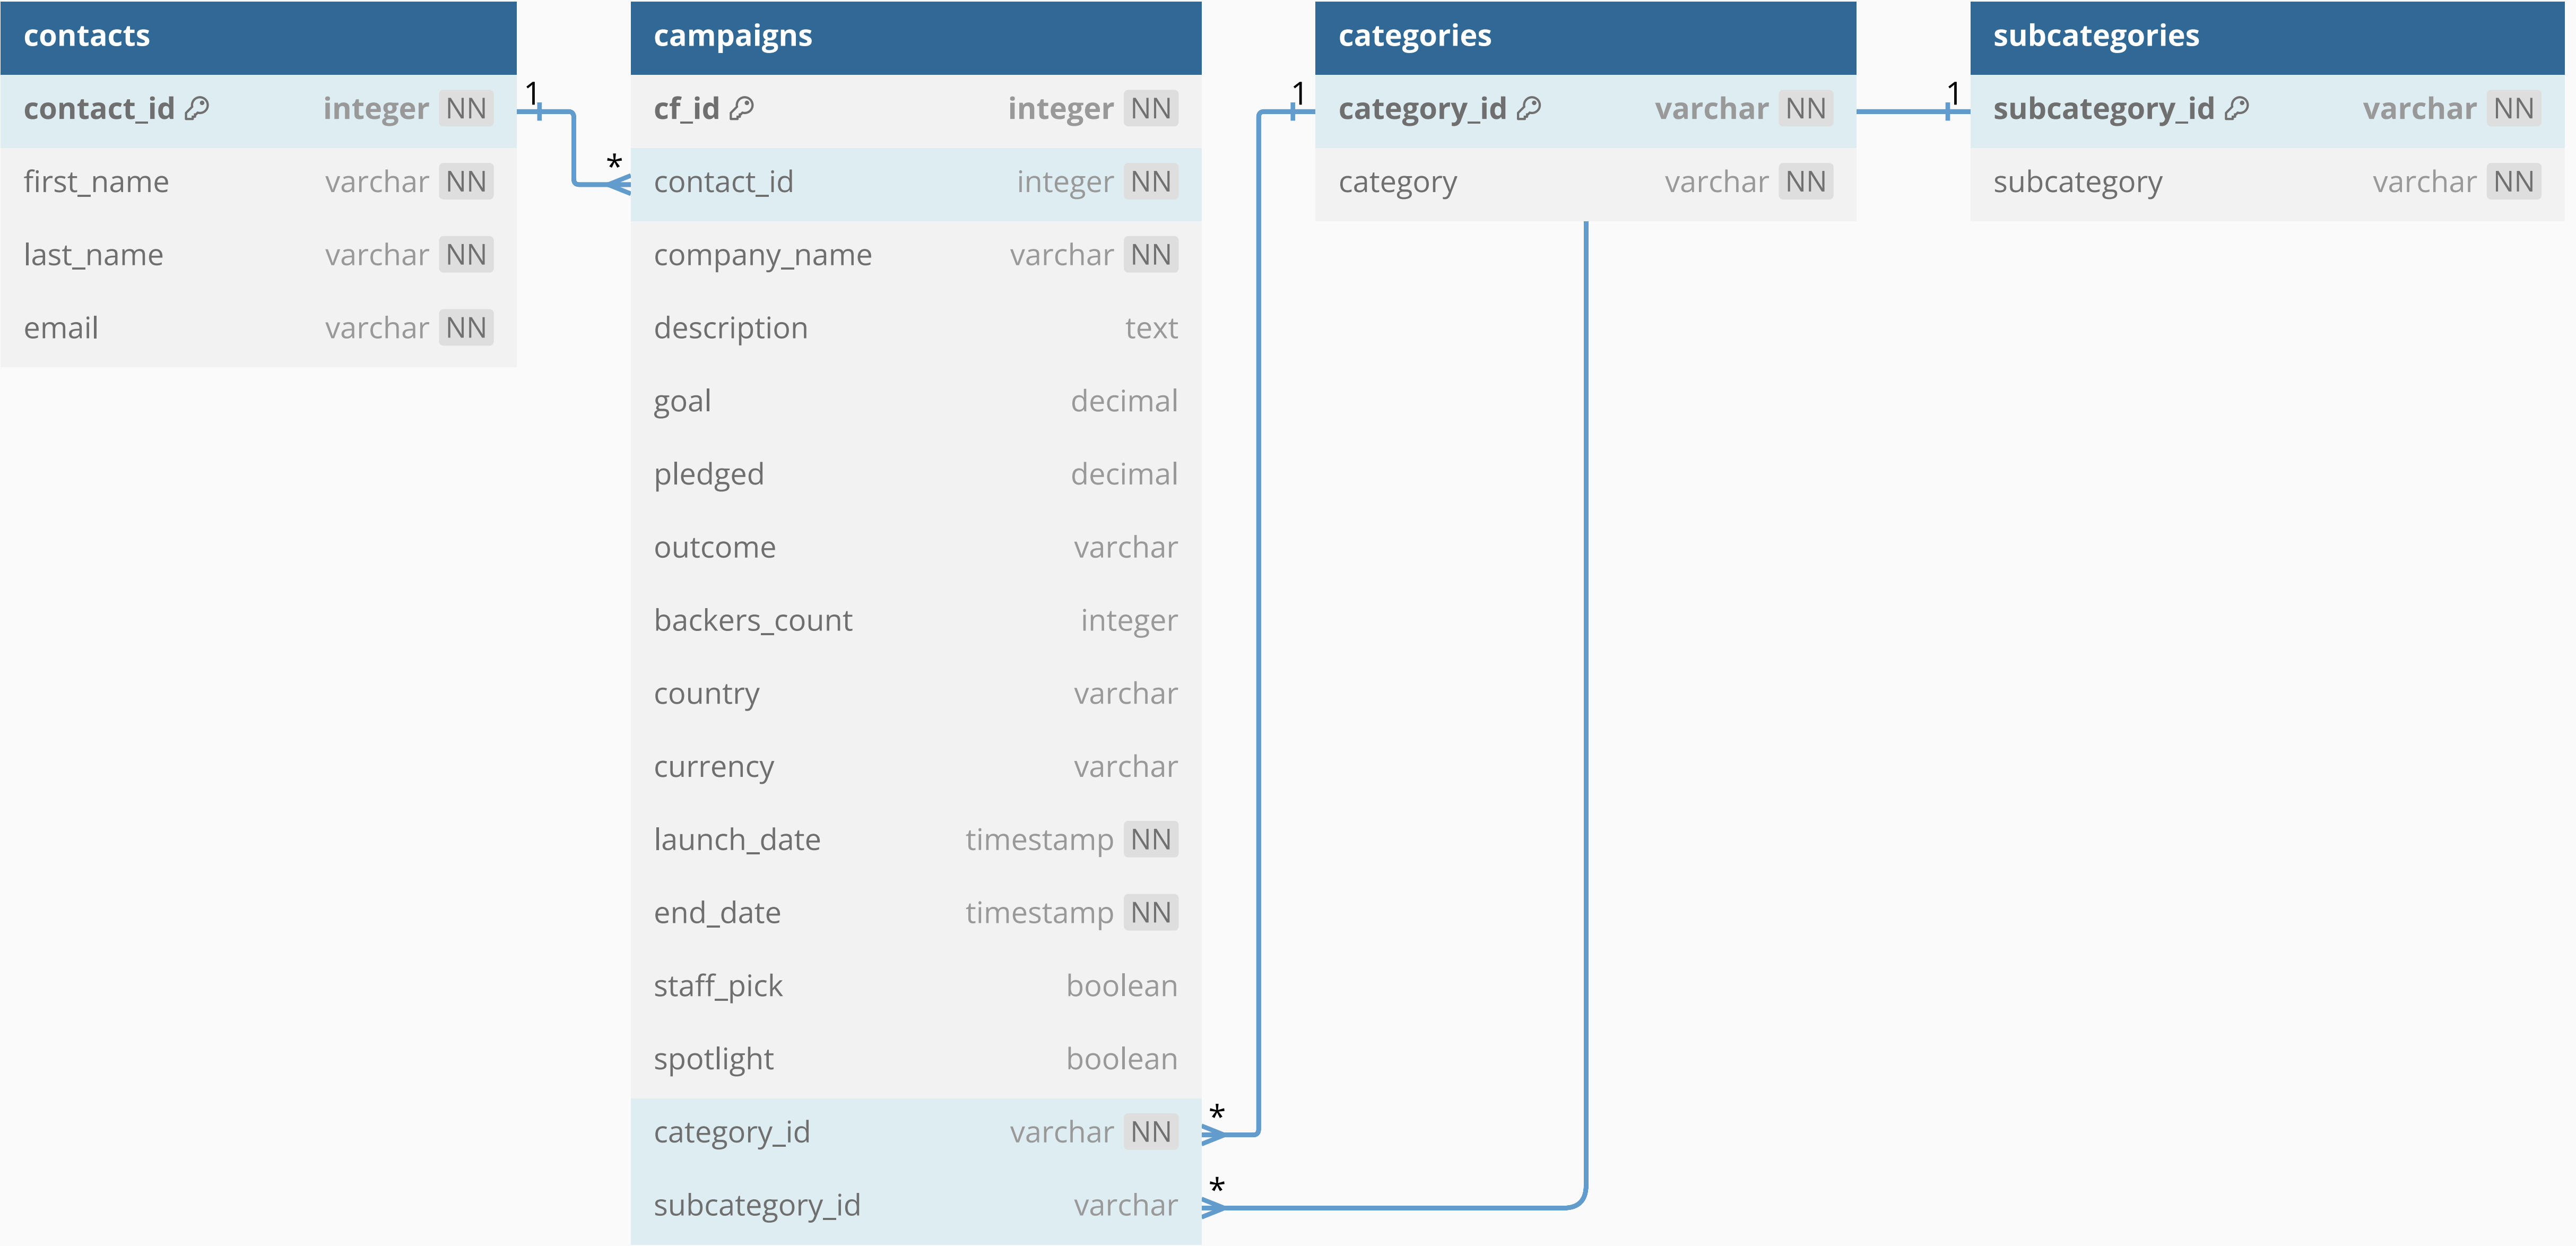 contacts
contact_id integer NN
first_name varchar NN
last_name varchar NN
email varchar NN
1
*
campaigns
cf_id integer NN
contact_id integer NN
company_name varchar NN
description text
goal decimal
pledged decimal
outcome varchar
backers_count integer
country varchar
currency varchar
launch_date timestamp NN
end_date timestamp NN
staff_pick boolean
spotlight boolean
category_id varchar NN
subcategory_id varchar
*
*
1
categories
category_id varchar NN
category varchar NN
1
subcategories
subcategory_id varchar NN
subcategory varchar NN